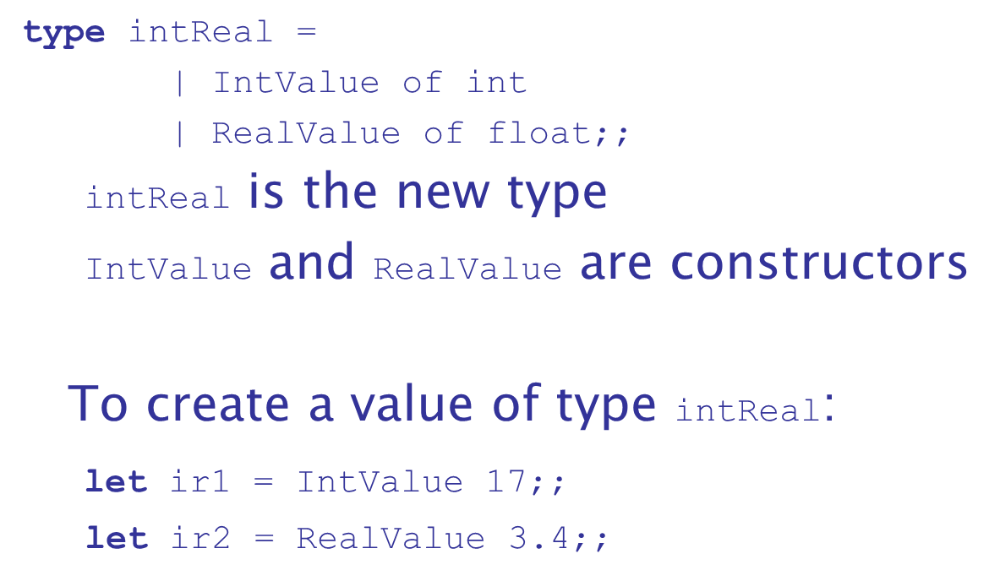 type intReal =
| IntValue of int
| RealValue of float;;
intReal is the new type
IntValue and RealValue are constructors
To create a value of type intReal:
let ir1 = IntValue 17;;
let ir2 = RealValue 3.4;;